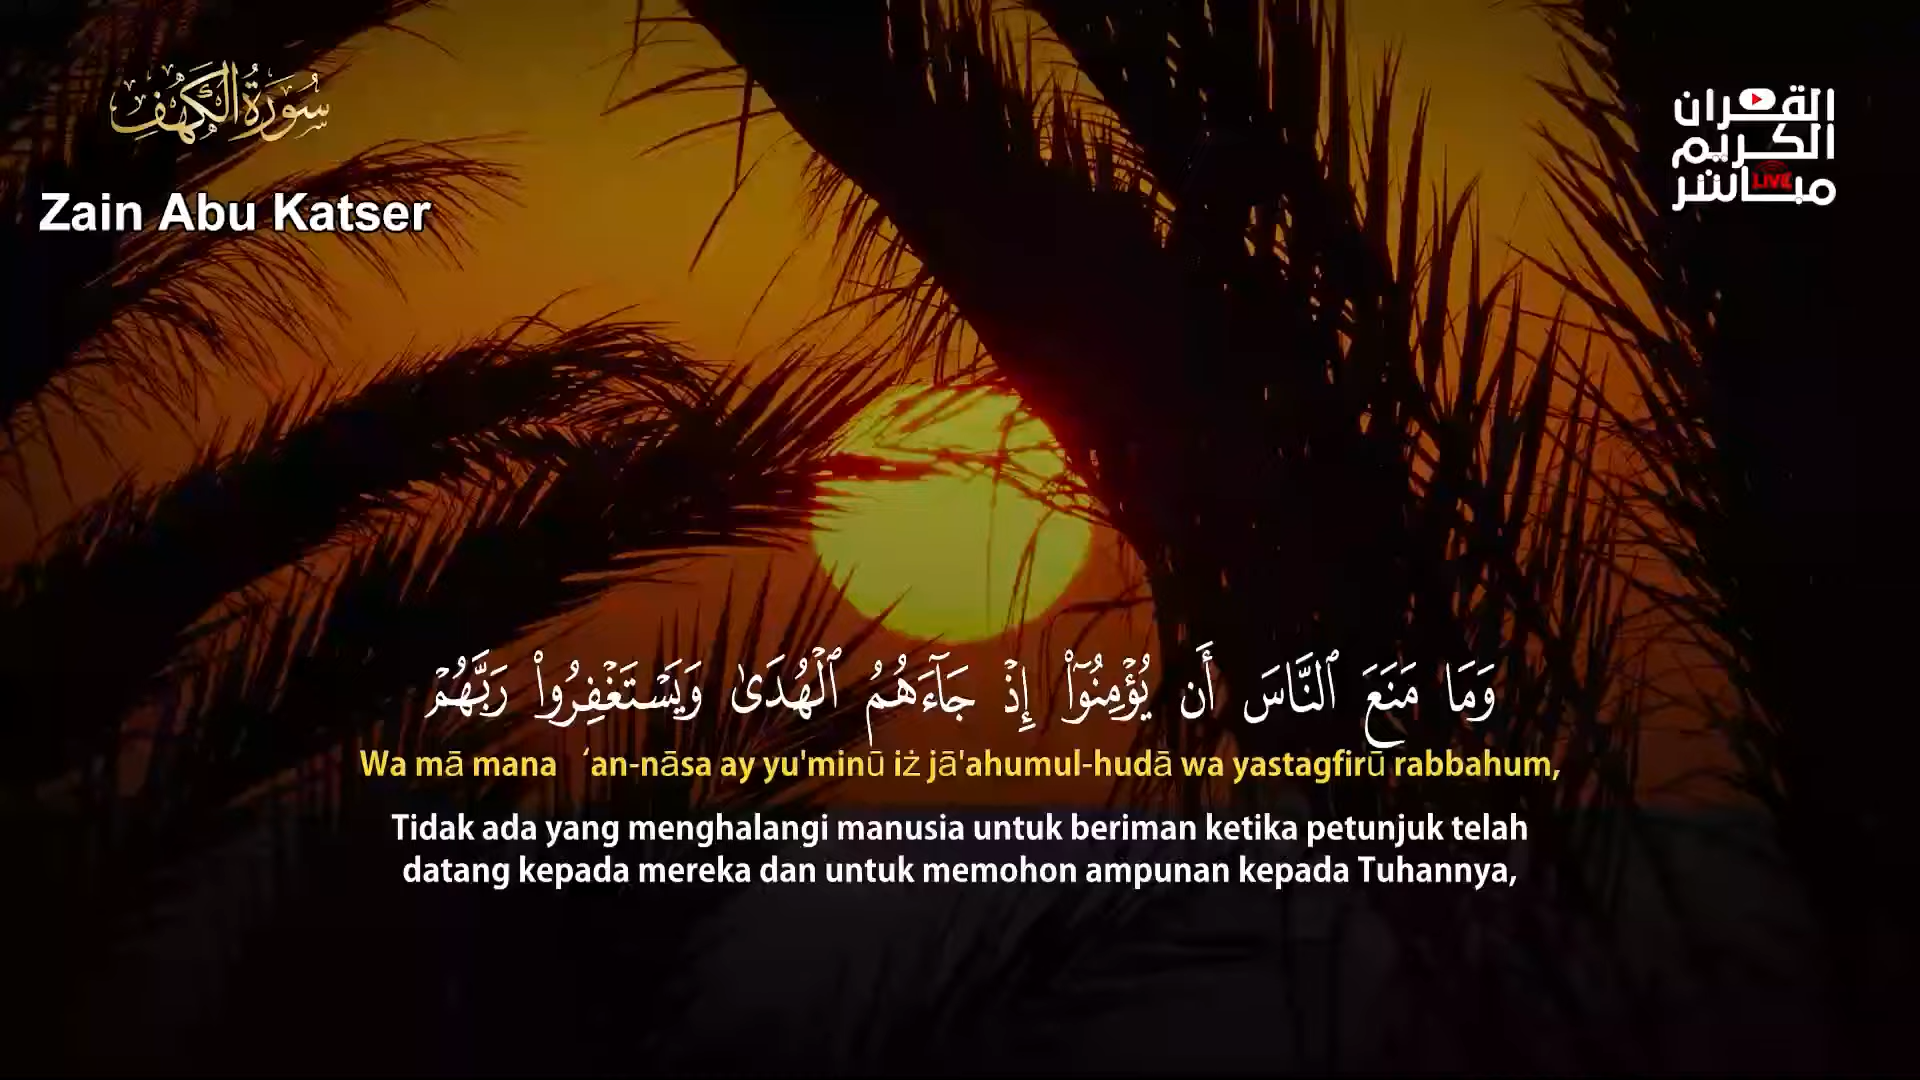 سُورَةُ الكَهْفِ
Zain Abu Katser
القران
الكريم
مباشر
LIVE
وَمَا مَنَعَ ٱلنَّاسَ أَن يُؤْمِنُوٓا۟ إِذْ جَآءَهُمُ ٱلْهُدَىٰ وَيَسْتَغْفِرُوا۟ رَبَّهُمْ
Wa mā mana ‘an-nāsa ay yu'minū iż jā'ahumul-hudā wa yastagfirū rabbahum,
Tidak ada yang menghalangi manusia untuk beriman ketika petunjuk telah
datang kepada mereka dan untuk memohon ampunan kepada Tuhannya,